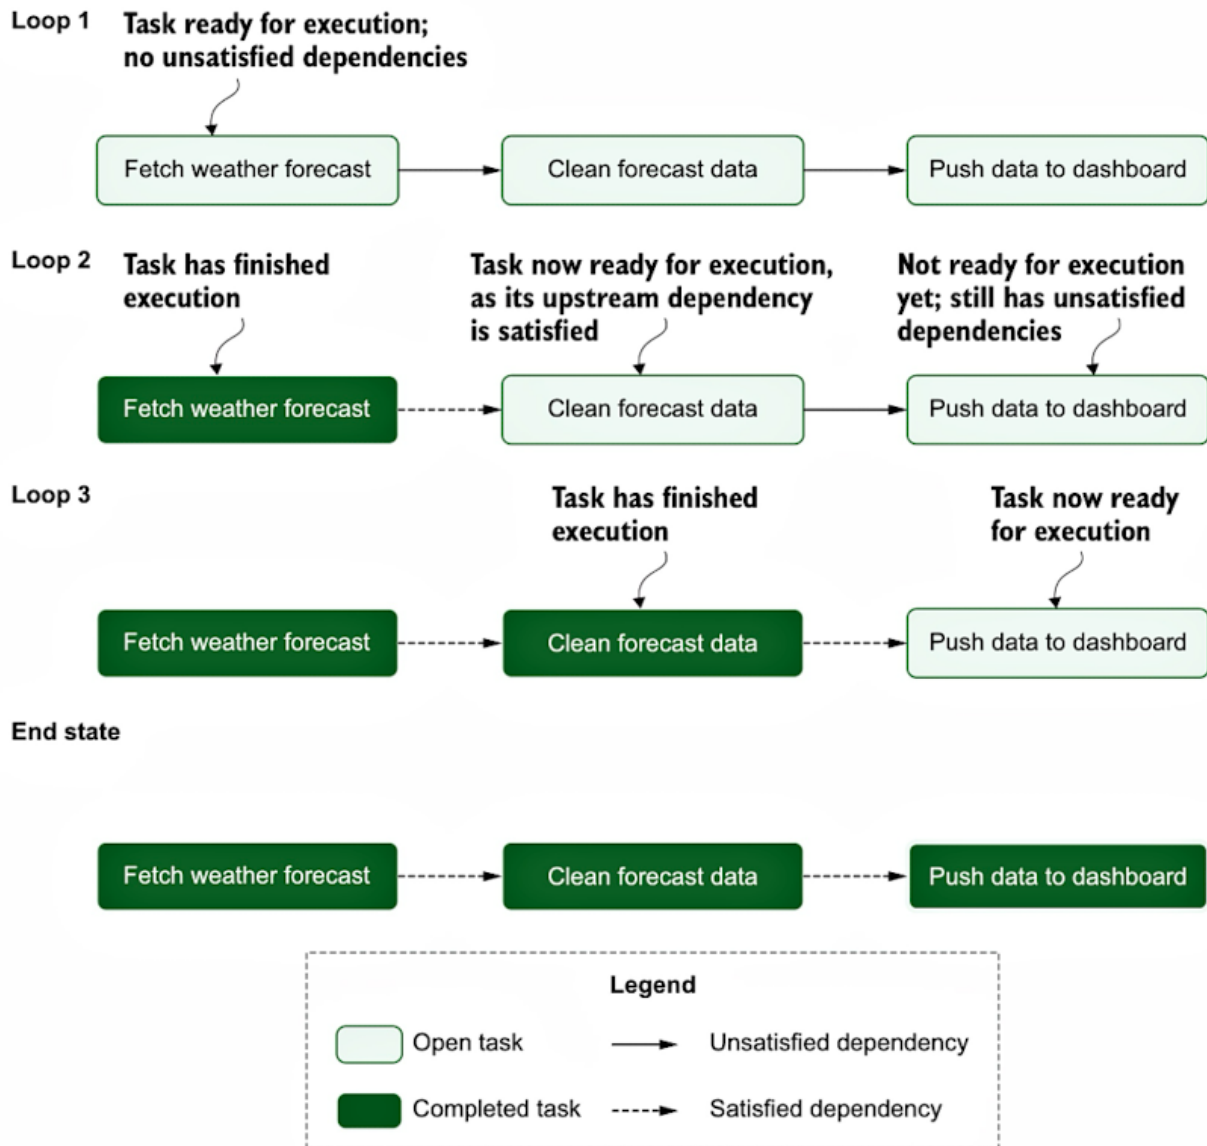 Loop 1
Task ready for execution;
no unsatisfied dependencies
Fetch weather forecast
Clean forecast data
Push data to dashboard
Loop 2
Task has finished
execution
Task now ready for execution,
as its upstream dependency
is satisfied
Not ready for execution
yet; still has unsatisfied
dependencies
Fetch weather forecast
Clean forecast data
Push data to dashboard
Loop 3
Task has finished
execution
Task now ready
for execution
Fetch weather forecast
Clean forecast data
Push data to dashboard
End state
Fetch weather forecast
Clean forecast data
Push data to dashboard
Legend
Open task
Unsatisfied dependency
Completed task
Satisfied dependency